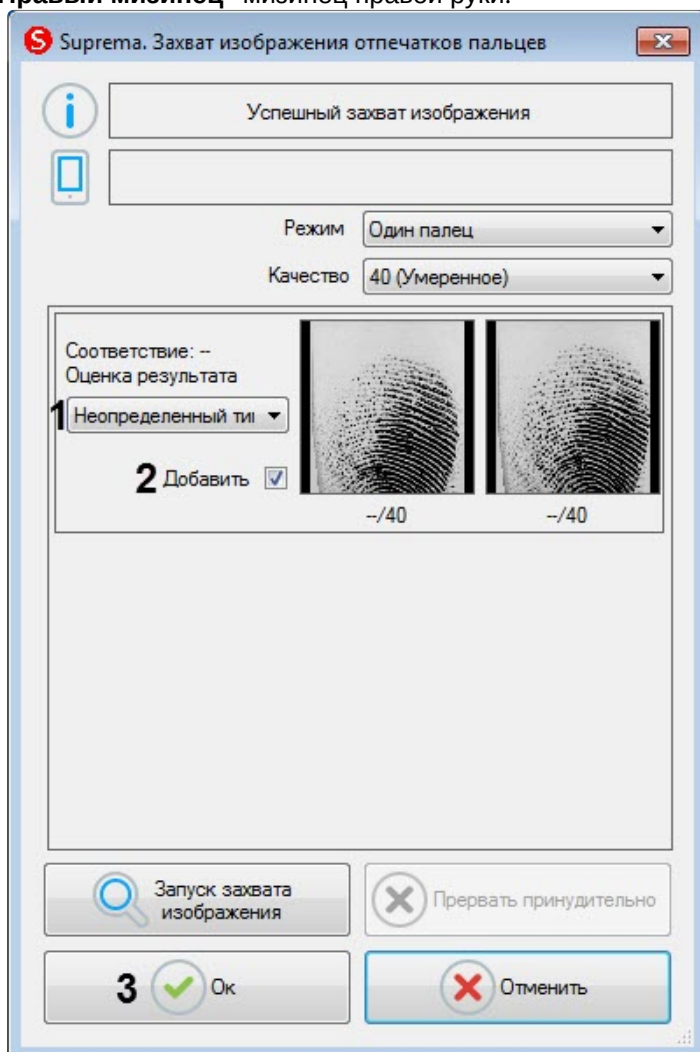 Правый мизинец - мизинец правой руки.
Suprema. Захват изображения отпечатков пальцев
Успешный захват изображения
Режим Один палец
Качество 40 (Умеренное)
Соответствие: --
Оценка результата
1 Неопределенный ти
2 Добавить
--/40 --/40
Запуск захвата
изображения
Прервать принудительно
3 Ок
Отменить